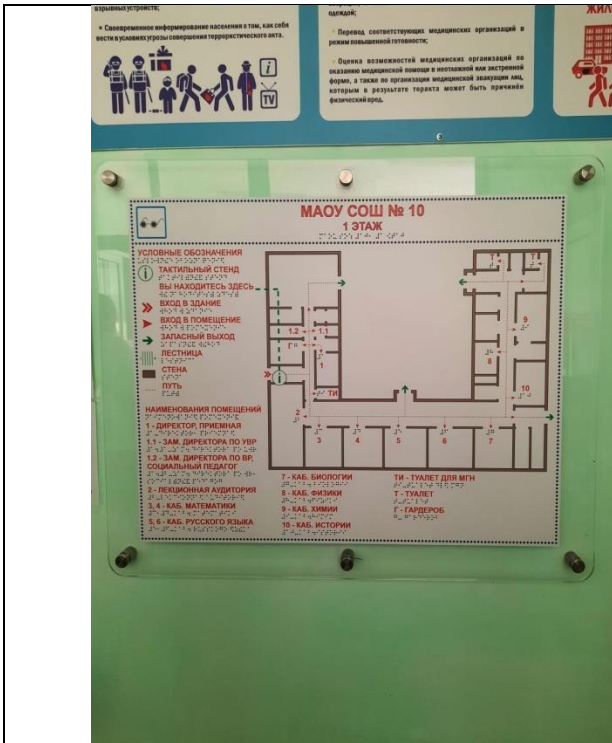 взрывных устройств;
• Своевременное информирование населения о том, как себя
вести в условиях угрозы совершения террористического акта.
i
TV
одеждой;
• Перевод соответствующих медицинских организаций в
режим повышенной готовности;
• Оценка возможностей медицинских организаций по
оказанию медицинской помощи в неотложной или экстренной
форме, а также по организации медицинской эвакуации лиц,
которым в результате теракта может быть причинён
физический вред.
МАОУ СОШ № 10
1 ЭТАЖ
УСЛОВНЫЕ ОБОЗНАЧЕНИЯ
i ТАКТИЛЬНЫЙ СТЕНД
ВЫ НАХОДИТЕСЬ ЗДЕСЬ
ВХОД В ЗДАНИЕ
ВХОД В ПОМЕЩЕНИЕ
ЗАПАСНЫЙ ВЫХОД
ЛЕСТНИЦА
СТЕНА
ПУТЬ
НАИМЕНОВАНИЯ ПОМЕЩЕНИЙ
1 - ДИРЕКТОР, ПРИЕМНАЯ
1.1 - ЗАМ. ДИРЕКТОРА ПО УВР
1.2 - ЗАМ. ДИРЕКТОРА ПО ВР,
СОЦИАЛЬНЫЙ ПЕДАГОГ
2 - ЛЕКЦИОННАЯ АУДИТОРИЯ
3, 4 - КАБ. МАТЕМАТИКИ
5, 6 - КАБ. РУССКОГО ЯЗЫКА
7 - КАБ. БИОЛОГИИ
8 - КАБ. ФИЗИКИ
9 - КАБ. ХИМИИ
10 - КАБ. ИСТОРИИ
ТИ - ТУАЛЕТ ДЛЯ МГН
Т - ТУАЛЕТ
Г - ГАРДЕРОБ
Т Т
1.2 1.1
Г
1
i
ТИ
2
3 4 5 6 7
8
9
10